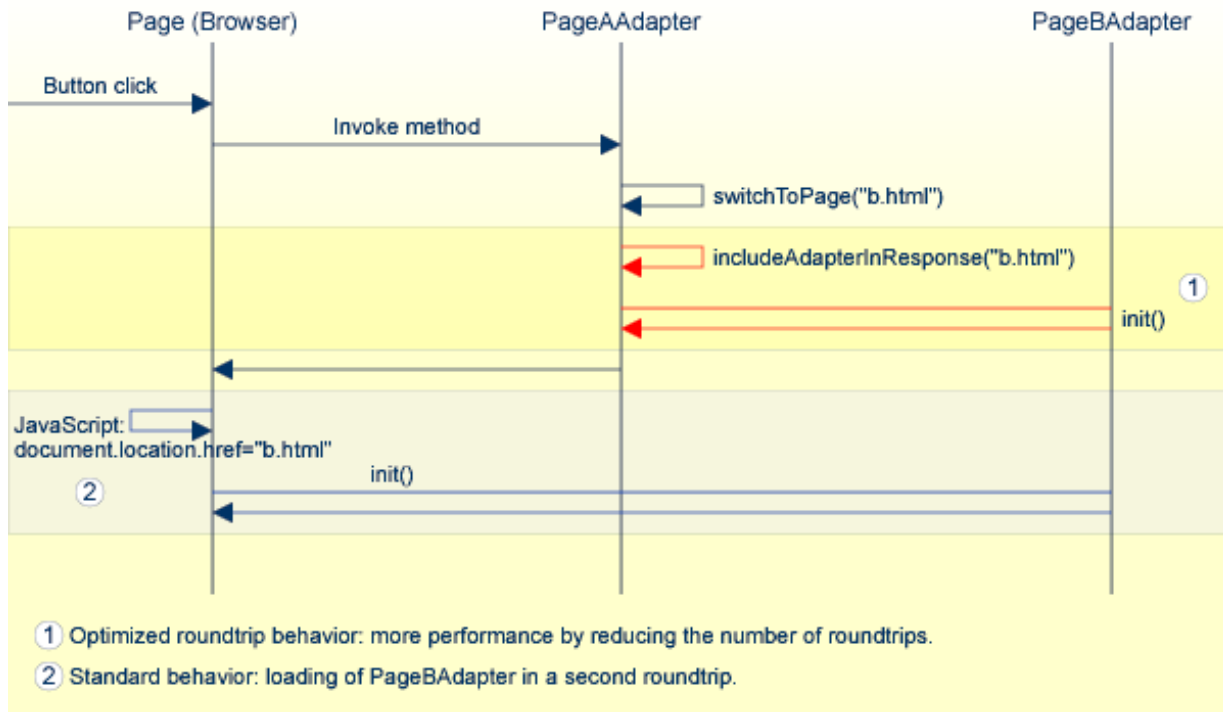 Page (Browser)
PageAAdapter
PageBAdapter
Button click
Invoke method
switchToPage("b.html")
includeAdapterInResponse("b.html")
1
init()
JavaScript:
document.location.href="b.html"
2
init()
1 Optimized roundtrip behavior: more performance by reducing the number of roundtrips.
2 Standard behavior: loading of PageBAdapter in a second roundtrip.